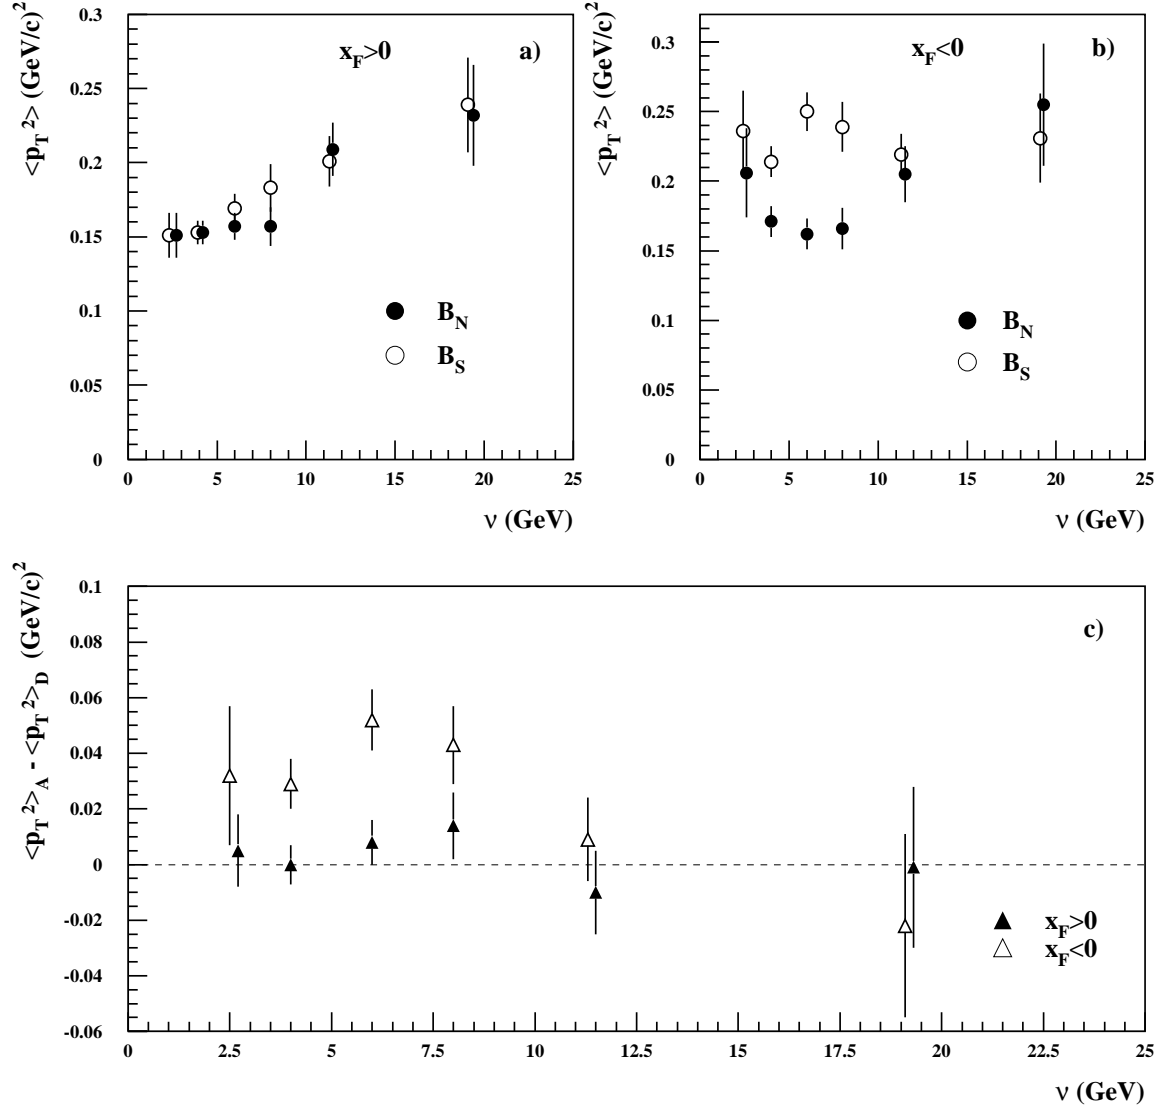 <p_T^2> (GeV/c)^2
0.3
0.25
0.2
0.15
0.1
0.05
0
x_F>0
a)
B_N
B_S
0 5 10 15 20 25
ν (GeV)
<p_T^2> (GeV/c)^2
0.3
0.25
0.2
0.15
0.1
0.05
0
x_F<0
b)
B_N
B_S
0 5 10 15 20 25
ν (GeV)
<p_T^2>_A - <p_T^2>_D (GeV/c)^2
0.1
0.08
0.06
0.04
0.02
0
-0.02
-0.04
-0.06
c)
x_F>0
x_F<0
0 2.5 5 7.5 10 12.5 15 17.5 20 22.5 25
ν (GeV)